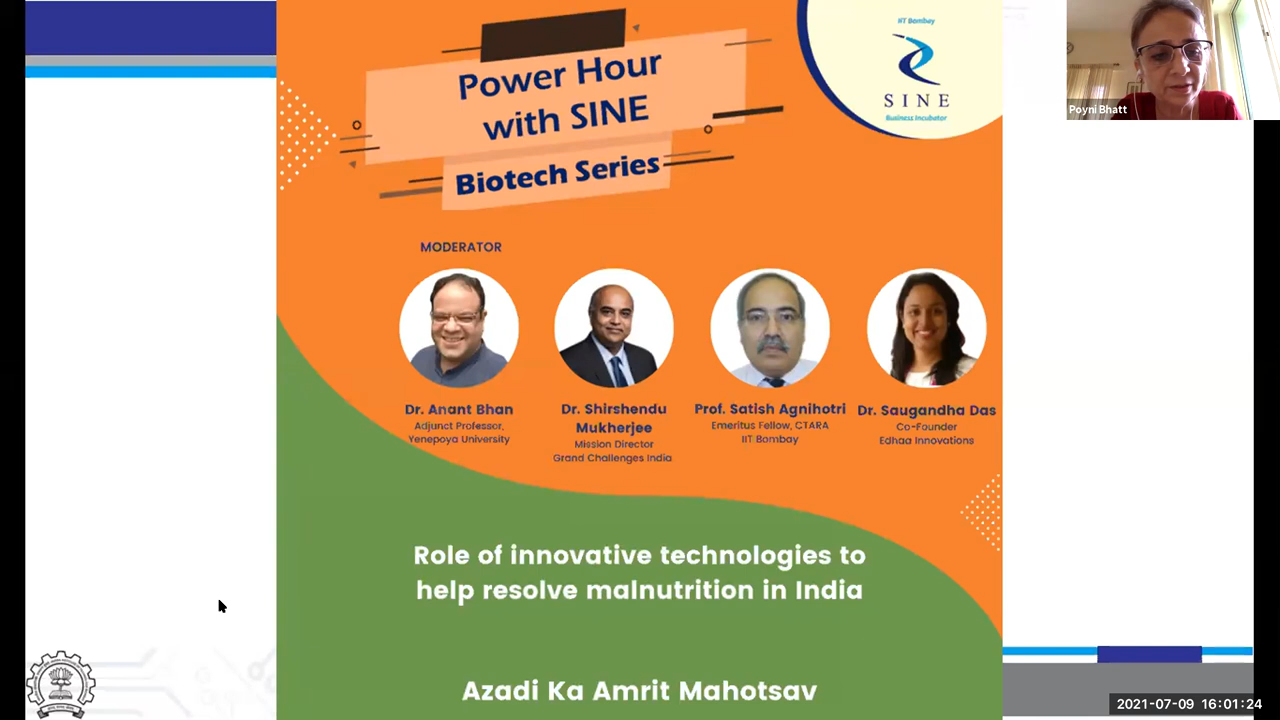 Power Hour
with SINE
Biotech Series
IIT Bombay
SINE
Business Incubator
Poyni Bhatt
MODERATOR
Dr. Anant Bhan
Adjunct Professor,
Yenepoya University
Dr. Shirshendu
Mukherjee
Mission Director
Grand Challenges India
Prof. Satish Agnihotri
Emeritus Fellow, CTARA
IIT Bombay
Dr. Saugandha Das
Co-Founder
Edhaa Innovations
Role of innovative technologies to
help resolve malnutrition in India
Azadi Ka Amrit Mahotsav
2021-07-09 16:01:24